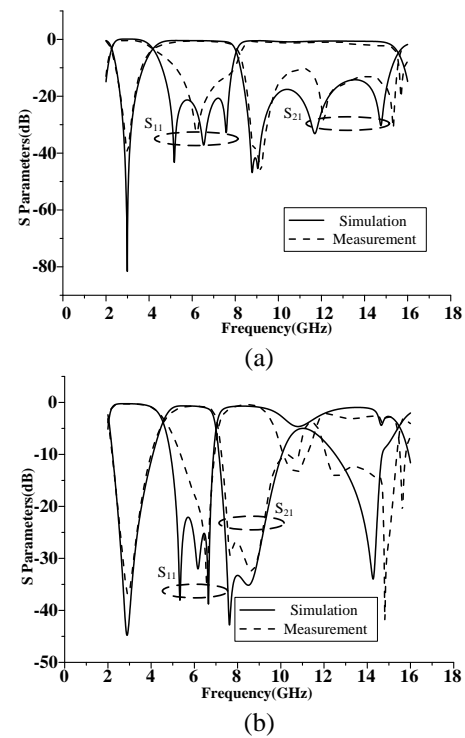 0
-20
-40
-60
-80
S Parameters(dB)
S11
S21
Simulation
Measurement
0 2 4 6 8 10 12 14 16 18
Frequency(GHz)
(a)
0
-10
-20
-30
-40
-50
S Parameters(dB)
S21
S11
Simulation
Measurement
0 2 4 6 8 10 12 14 16 18
Frequency(GHz)
(b)